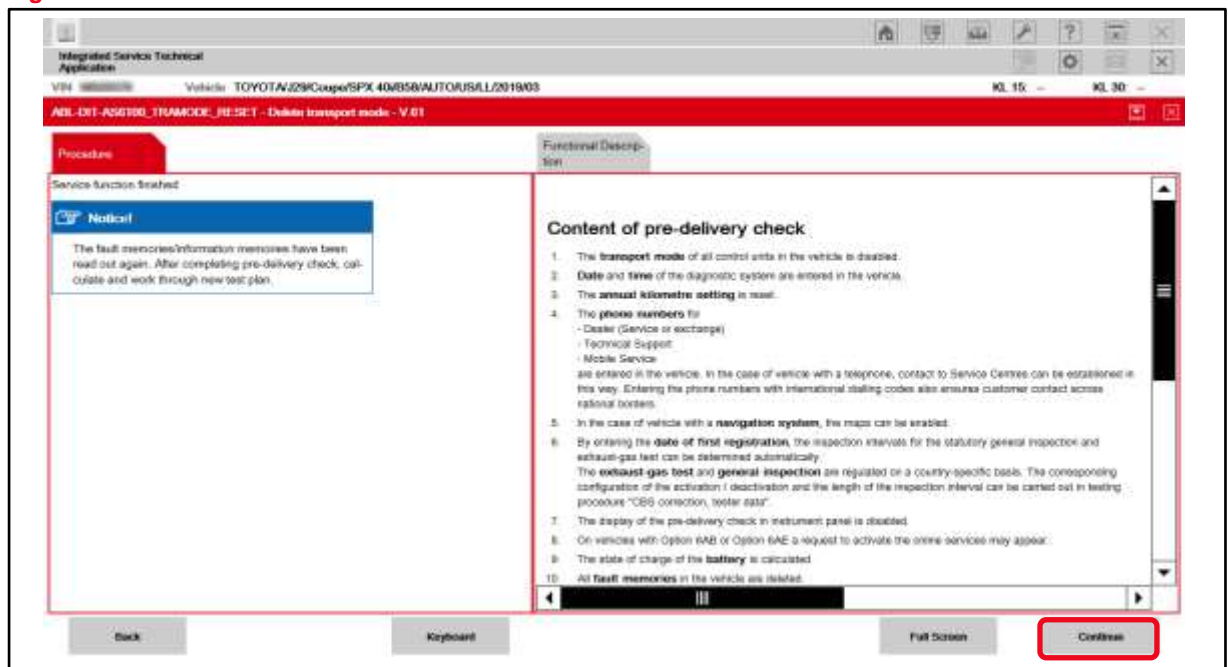 Integrated Service Technical
Application
VIN Vehicle TOYOTA/J29/Coupe/SPX 40i/B58/AUTO/US/LL/2019/03 KL 15: – KL 30: –
ABL-DIT-AS6100_TRAMODE_RESET - Delete transport mode - V.01
Procedure
Functional Descrip-
tion
Service function finished
Notice!
The fault memories/information memories have been
read out again. After completing pre-delivery check, cal-
culate and work through new test plan.
Content of pre-delivery check
1. The transport mode of all control units in the vehicle is disabled.
2. Date and time of the diagnostic system are entered in the vehicle.
3. The annual kilometre setting is reset.
4. The phone numbers for
- Dealer (Service or exchange)
- Technical Support
- Mobile Service
are entered in the vehicle. In the case of vehicle with a telephone, contact to Service Centres can be established in
this way. Entering the phone numbers with international dialling codes also ensures customer contact across
national borders.
5. In the case of vehicle with a navigation system, the maps can be enabled.
6. By entering the date of first registration, the inspection intervals for the statutory general inspection and
exhaust-gas test can be determined automatically.
The exhaust-gas test and general inspection are regulated on a country-specific basis. The corresponding
configuration of the activation / deactivation and the length of the inspection interval can be carried out in testing
procedure "CBS correction, tester data".
7. The display of the pre-delivery check in instrument panel is disabled.
8. On vehicles with Option 6AB or Option 6AE a request to activate the online services may appear.
9. The state of charge of the battery is calculated
10. All fault memories in the vehicle are deleted.
Back
Keyboard
Full Screen
Continue